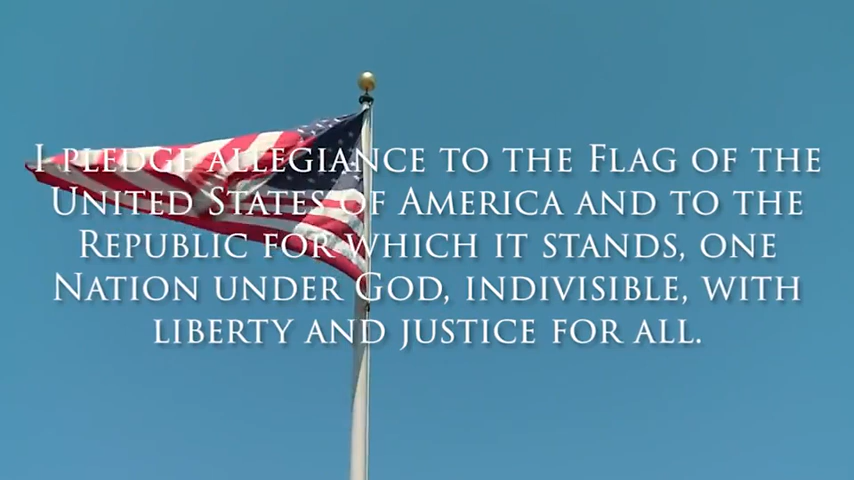 I pledge allegiance to the Flag of the
United States of America and to the
Republic for which it stands, one
Nation under God, indivisible, with
liberty and justice for all.